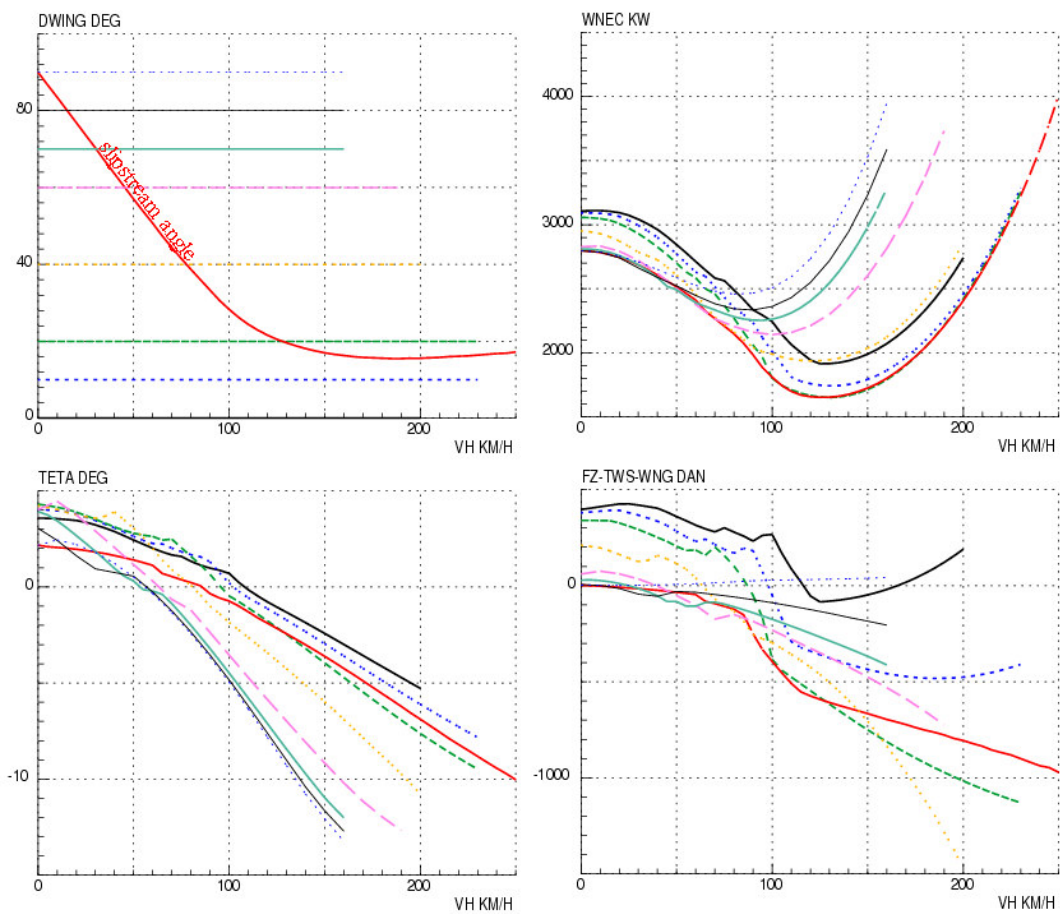 DWING DEG
80
40
0
0
100
200
VH KM/H
slipstream angle
WNEC KW
4000
3000
2000
0
100
200
VH KM/H
TETA DEG
0
-10
0
100
200
VH KM/H
FZ-TWS-WNG DAN
0
-1000
0
100
200
VH KM/H